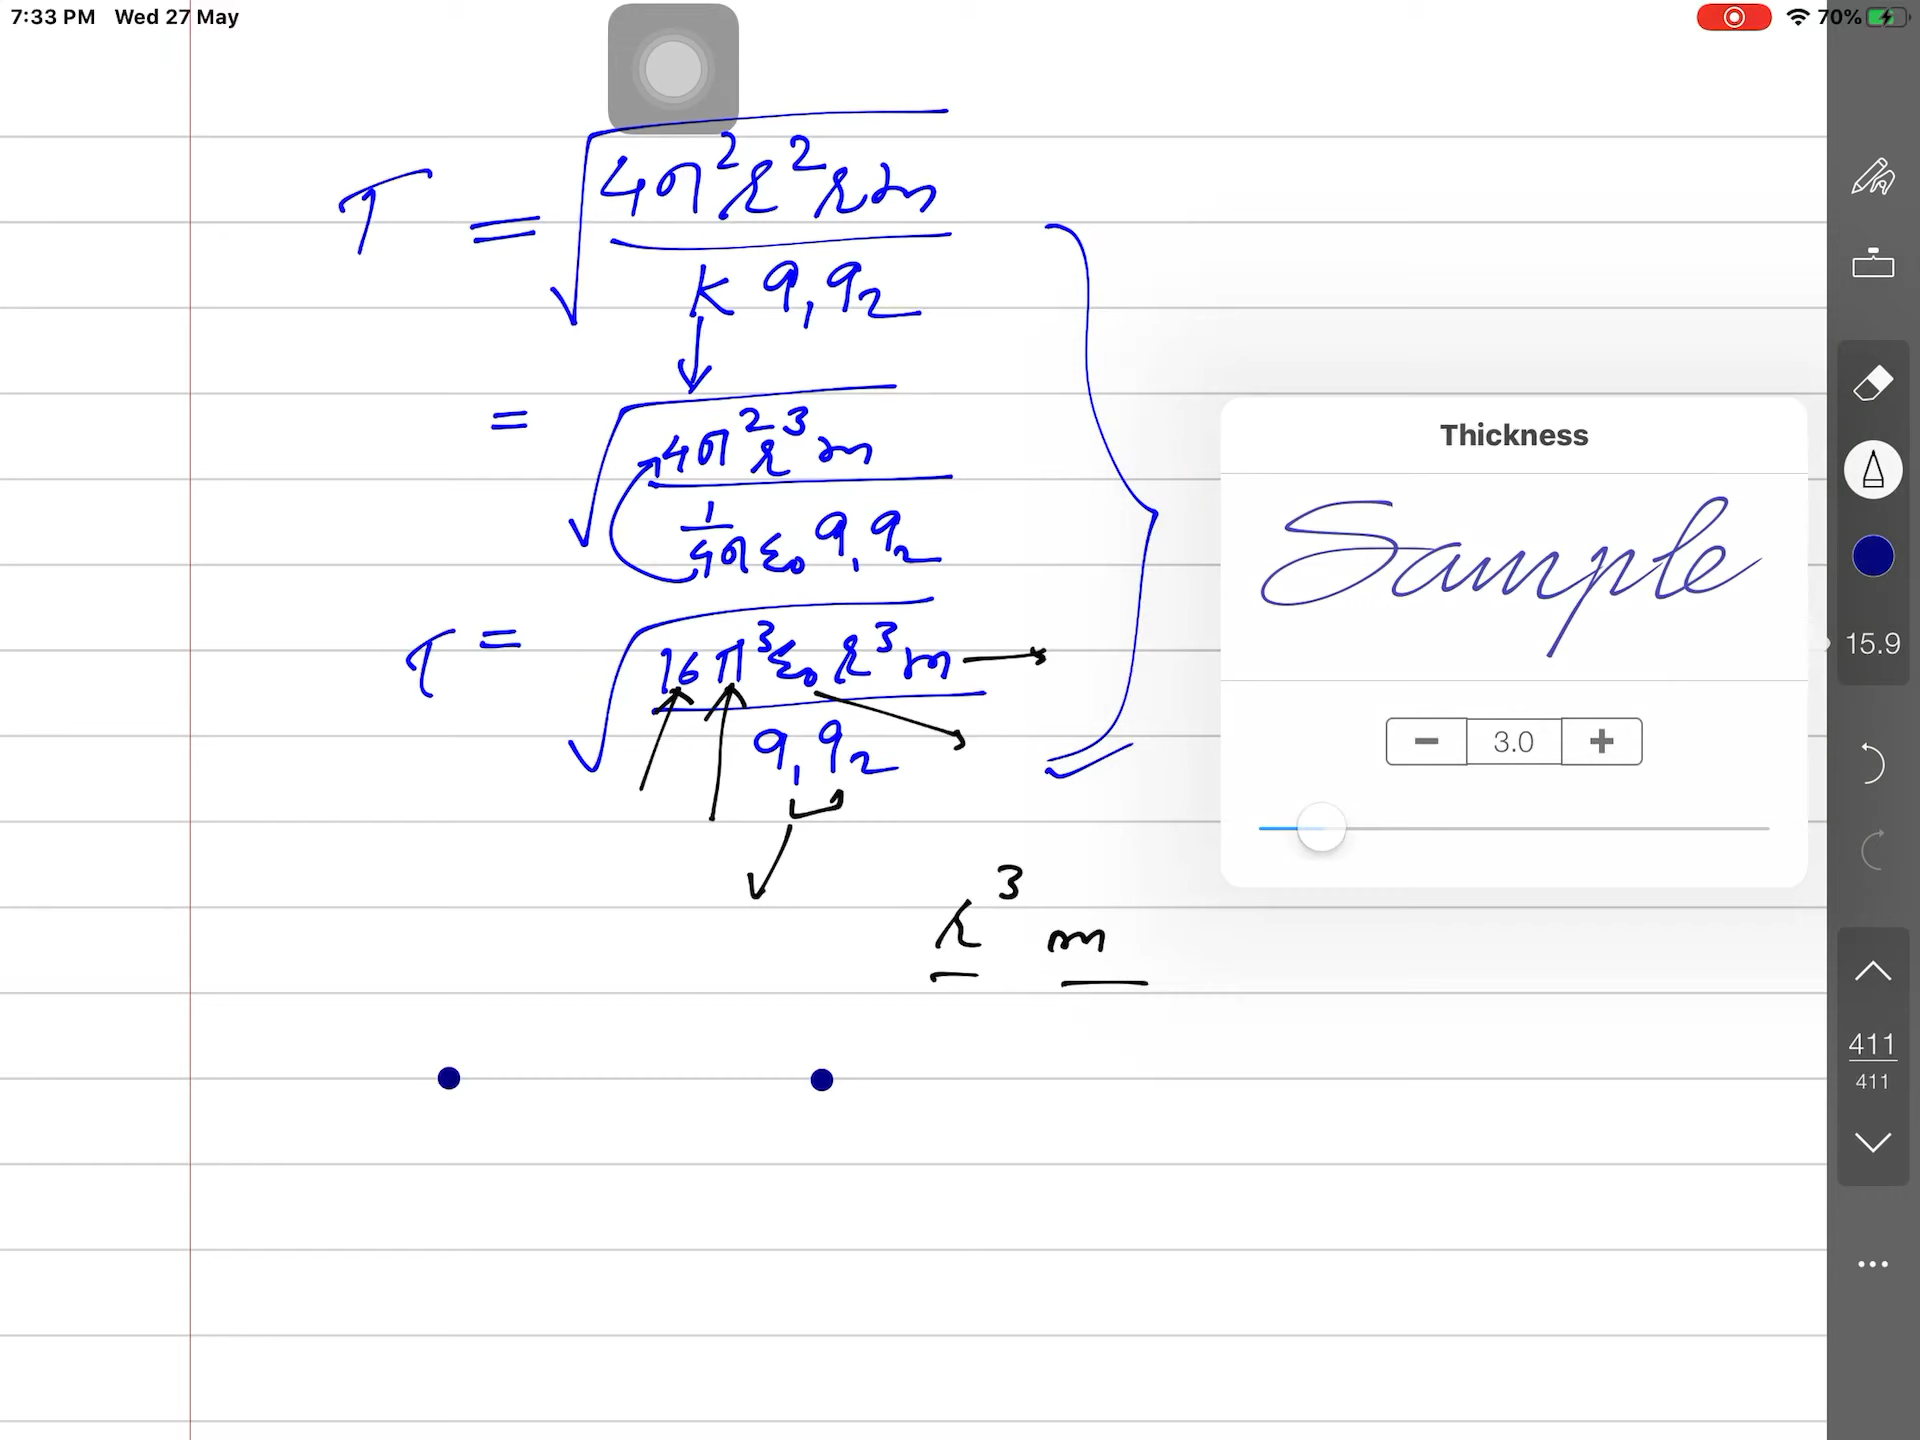 7:33 PM Wed 27 May
70%
T = √(4π²r²rm / k q₁q₂)
= √(4π²r³m / (1/4πε₀) q₁q₂)
T = √(16π³ε₀r³m / q₁q₂)
r³ m
Thickness
Sample
3.0
15.9
411
411